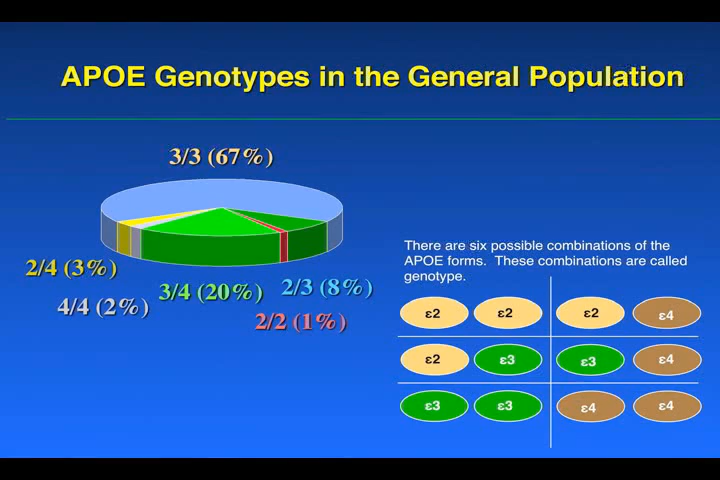 APOE Genotypes in the General Population
3/3 (67%)
2/4 (3%)
4/4 (2%)
3/4 (20%)
2/3 (8%)
2/2 (1%)
There are six possible combinations of the
APOE forms.  These combinations are called
genotype.
ε2 ε2 ε2 ε4
ε2 ε3 ε3 ε4
ε3 ε3 ε4 ε4